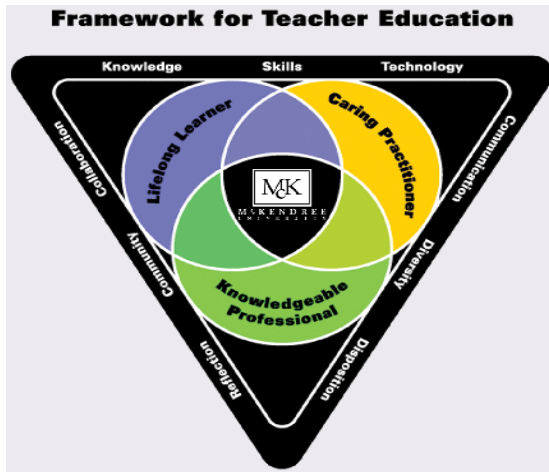 Framework for Teacher Education
Knowledge Skills Technology
Collaboration
Community
Reflection
Communication
Diversity
Disposition
Lifelong Learner
Caring Practitioner
McK
McKENDREE
UNIVERSITY
Knowledgeable
Professional